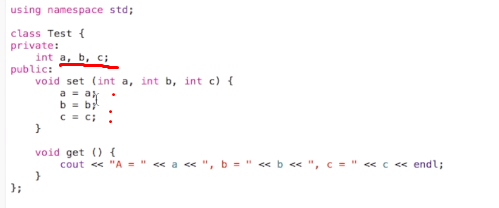 using namespace std;
class Test {
private:
int a, b, c;
public:
void set (int a, int b, int c) {
a = a;
b = b;
c = c;
}
void get () {
cout << "A = " << a << ", b = " << b << ", c = " << c << endl;
}
};